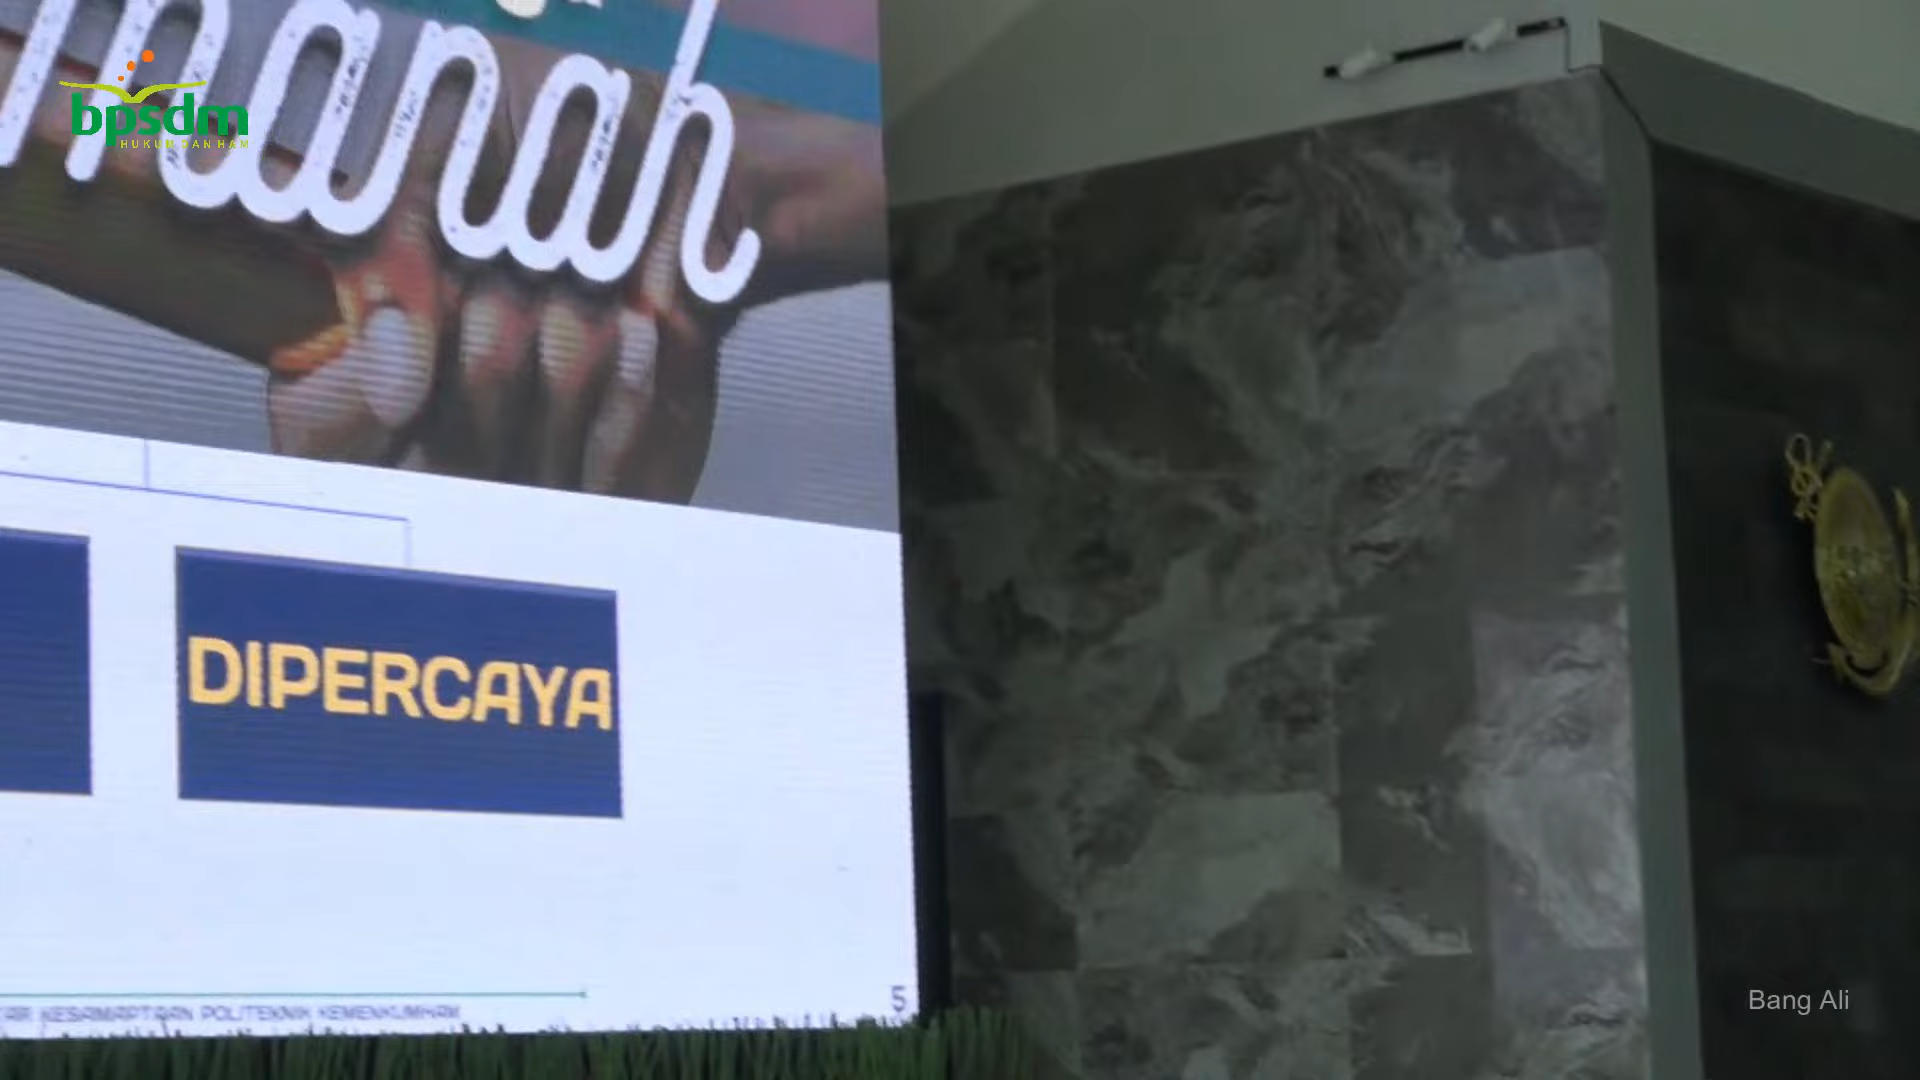 bpsdm
HUKUM DAN HAM
manah
DIPERCAYA
KESAMAPTAAN POLITEKNIK KEMENKUMHAM
5
Bang Ali